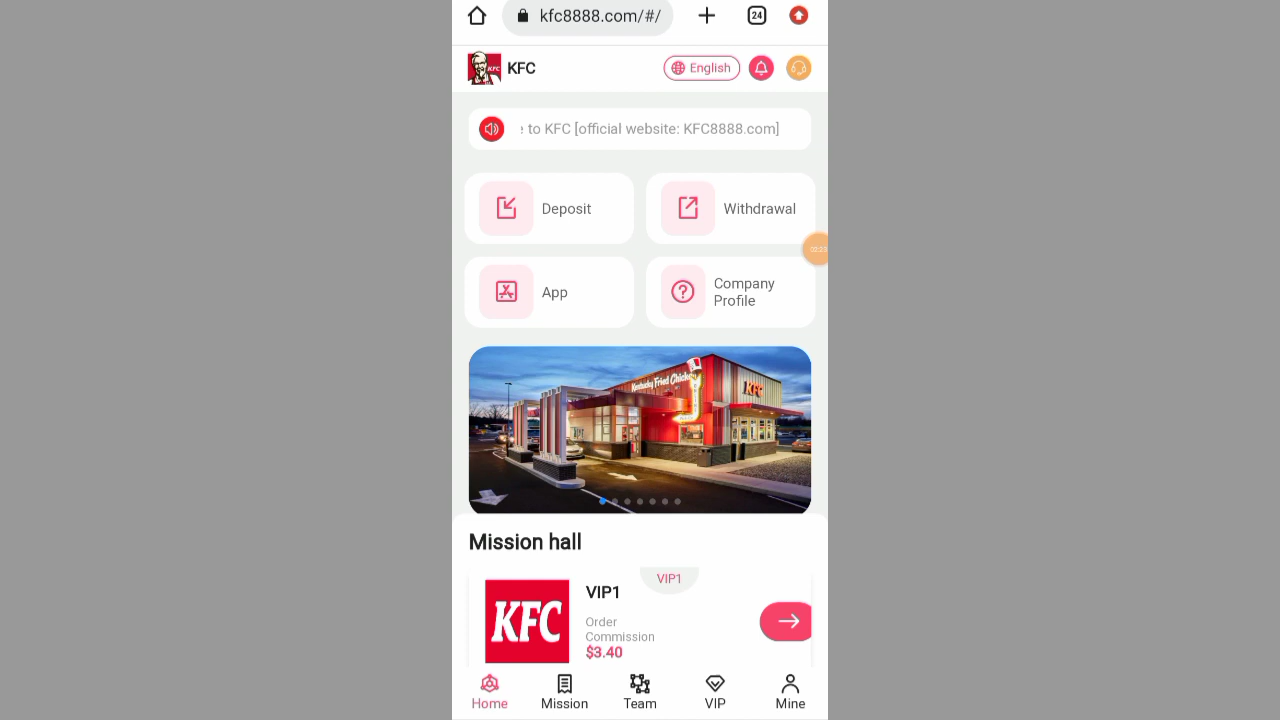 kfc8888.com/#/
24
KFC
KFC
English
to KFC [official website: KFC8888.com]
Deposit
Withdrawal
App
Company
Profile
Kentucky Fried Chicken
KFC
Mission hall
VIP1
VIP1
KFC
Order
Commission
$3.40
Home
Mission
Team
VIP
Mine